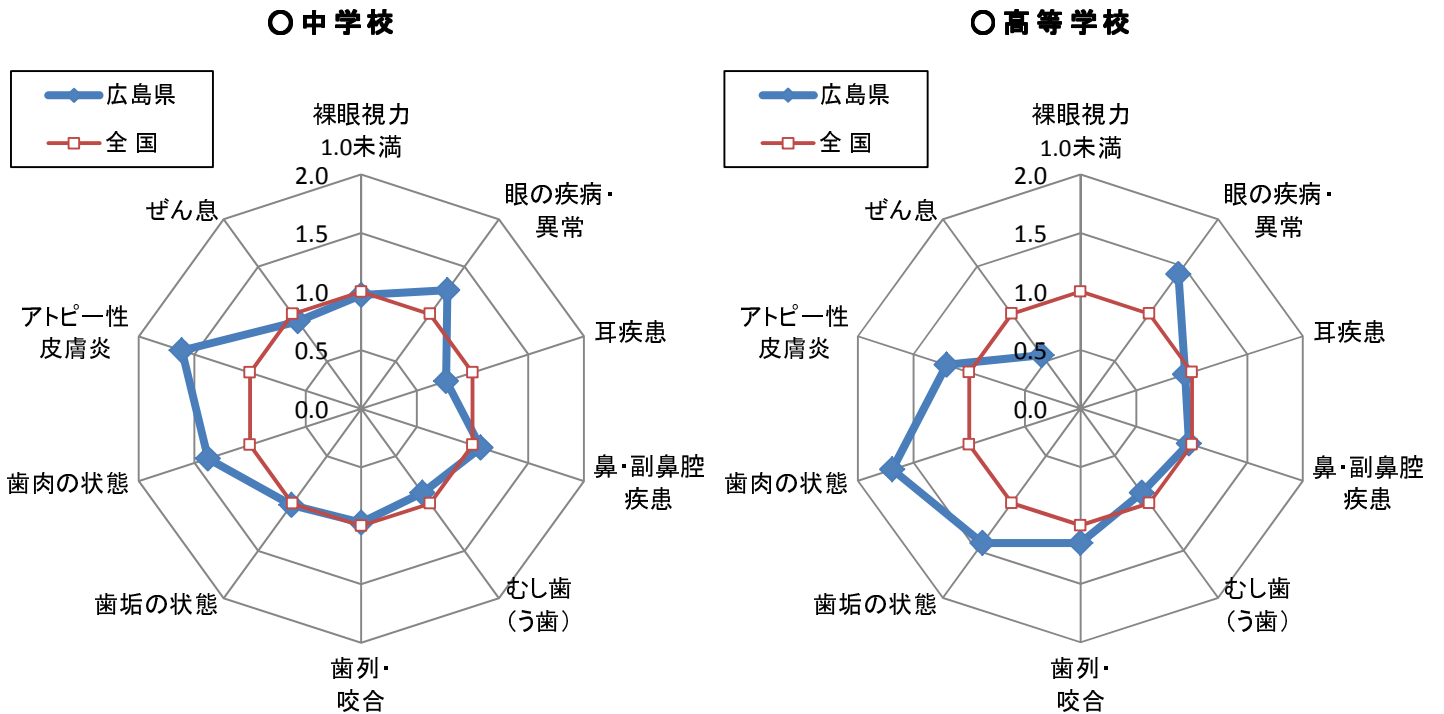 〇中学校
広島県
全国
裸眼視力
1.0未満
眼の疾病・
異常
耳疾患
鼻・副鼻腔
疾患
むし歯
(う歯)
歯列・
咬合
歯垢の状態
歯肉の状態
アトピー性
皮膚炎
ぜん息
2.0
1.5
1.0
0.5
0.0
〇高等学校
広島県
全国
裸眼視力
1.0未満
眼の疾病・
異常
耳疾患
鼻・副鼻腔
疾患
むし歯
(う歯)
歯列・
咬合
歯垢の状態
歯肉の状態
アトピー性
皮膚炎
ぜん息
2.0
1.5
1.0
0.5
0.0